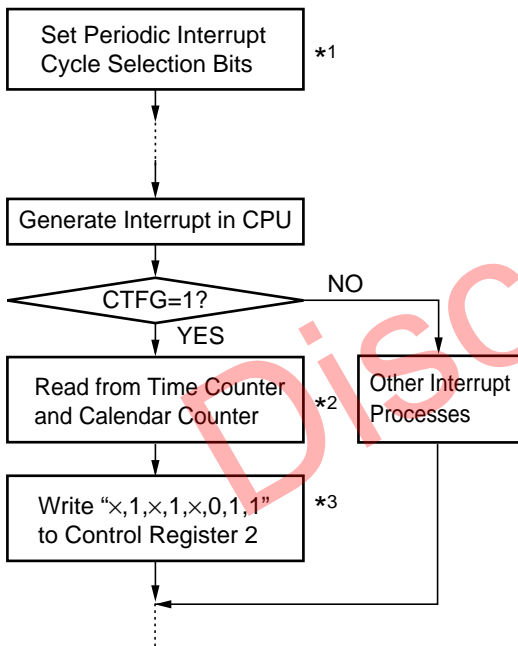 Set Periodic Interrupt
Cycle Selection Bits
*1
Generate Interrupt in CPU
CTFG=1?
NO
YES
Read from Time Counter
and Calendar Counter
*2
Other Interrupt
Processes
Write “×,1,×,1,×,0,1,1”
to Control Register 2
*3
Disc